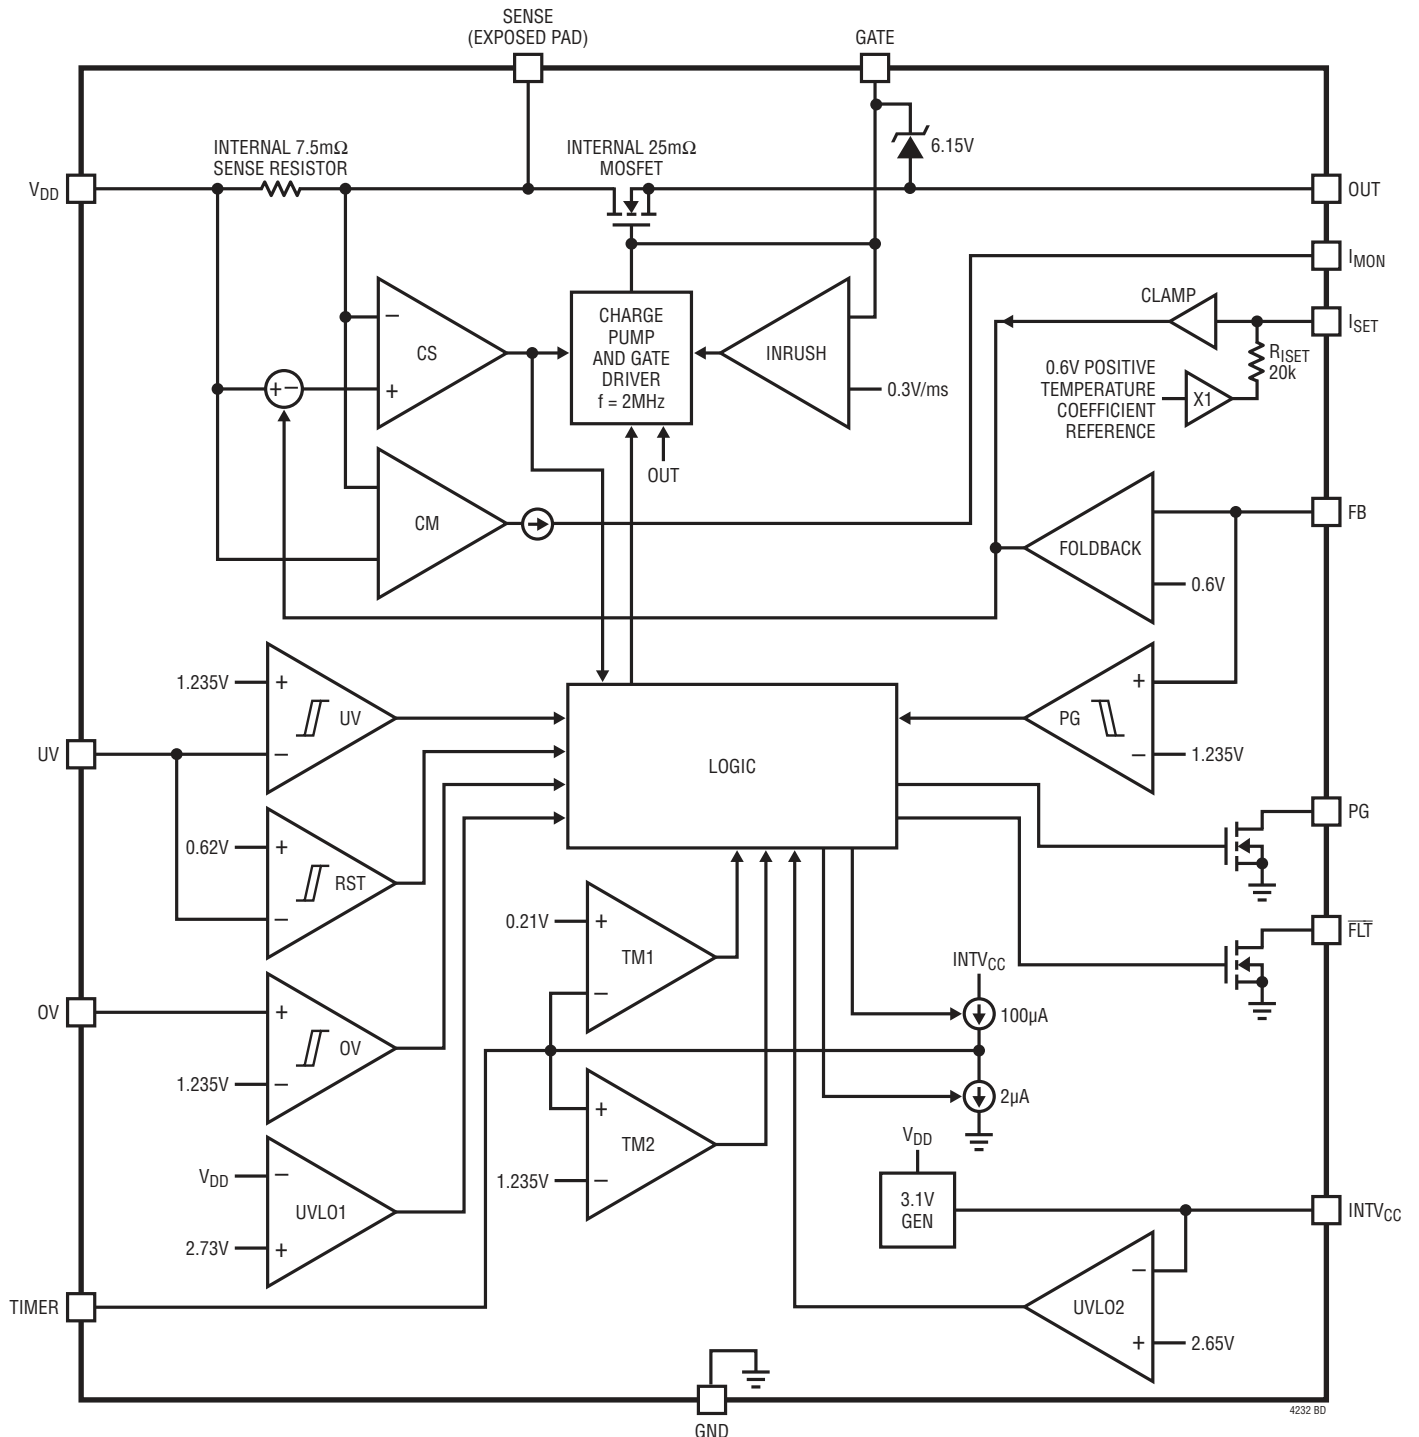 SENSE
(EXPOSED PAD)
GATE
INTERNAL 7.5mΩ
SENSE RESISTOR
INTERNAL 25mΩ
MOSFET
6.15V
VDD
OUT
IMON
CLAMP
ISET
RISET
20k
0.6V POSITIVE
TEMPERATURE
COEFFICIENT
REFERENCE
X1
−
CS
+
+−
CHARGE
PUMP
AND GATE
DRIVER
f = 2MHz
INRUSH
0.3V/ms
OUT
CM
FB
FOLDBACK
0.6V
1.235V
+
UV
−
UV
LOGIC
+
PG
−
1.235V
PG
0.62V
+
RST
−
0.21V
+
TM1
−
FLT
INTVCC
100µA
OV
+
OV
1.235V
−
2µA
+
TM2
1.235V
−
VDD
−
UVLO1
2.73V
+
VDD
3.1V
GEN
INTVCC
−
UVLO2
+
2.65V
TIMER
GND
4232 BD